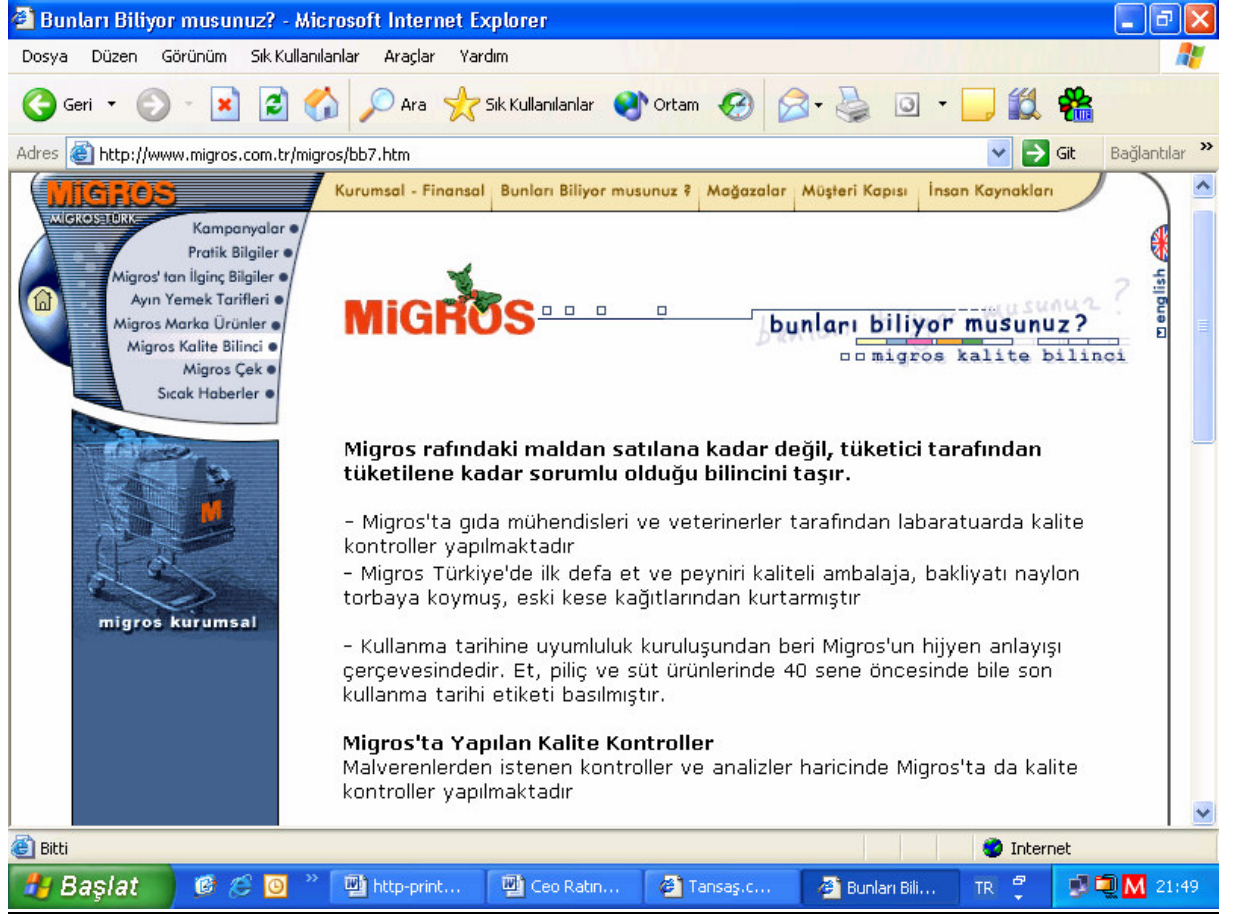 Bunları Biliyor musunuz? - Microsoft Internet Explorer
Dosya Düzen Görünüm Sık Kullanılanlar Araçlar Yardım
Geri Ara Sık Kullanılanlar Ortam LITE
Adres http://www.migros.com.tr/migros/bb7.htm Git Bağlantılar »
MİGROS
MİGROS-TÜRK
Kurumsal - Finansal Bunları Biliyor musunuz ? Mağazalar Müşteri Kapısı İnsan Kaynakları
Kampanyalar
Pratik Bilgiler
Migros'tan İlginç Bilgiler
Ayın Yemek Tarifleri
Migros Marka Ürünler
Migros Kalite Bilinci
Migros Çek
Sıcak Haberler
english
M
migros kurumsal
MiGROS
bunları biliyor musunuz?
migros kalite bilinci
Migros rafındaki maldan satılana kadar değil, tüketici tarafından
tüketilene kadar sorumlu olduğu bilincini taşır.
- Migros'ta gıda mühendisleri ve veterinerler tarafından labaratuarda kalite
kontroller yapılmaktadır
- Migros Türkiye'de ilk defa et ve peyniri kaliteli ambalaja, bakliyatı naylon
torbaya koymuş, eski kese kağıtlarından kurtarmıştır
- Kullanma tarihine uyumluluk kuruluşundan beri Migros'un hijyen anlayışı
çerçevesindedir. Et, piliç ve süt ürünlerinde 40 sene öncesinde bile son
kullanma tarihi etiketi basılmıştır.
Migros'ta Yapılan Kalite Kontroller
Malverenlerden istenen kontroller ve analizler haricinde Migros'ta da kalite
kontroller yapılmaktadır
Bitti Internet
Başlat » http-print... Ceo Ratın... Tansaş.c... Bunları Bili... TR M 21:49